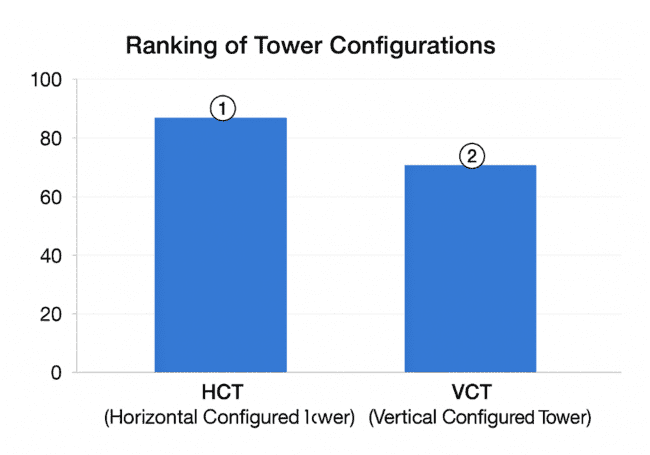 Ranking of Tower Configurations
100
80
60
40
20
0
1
2
HCT
(Horizontal Configured
VCT
(Vertical Configured Tower)